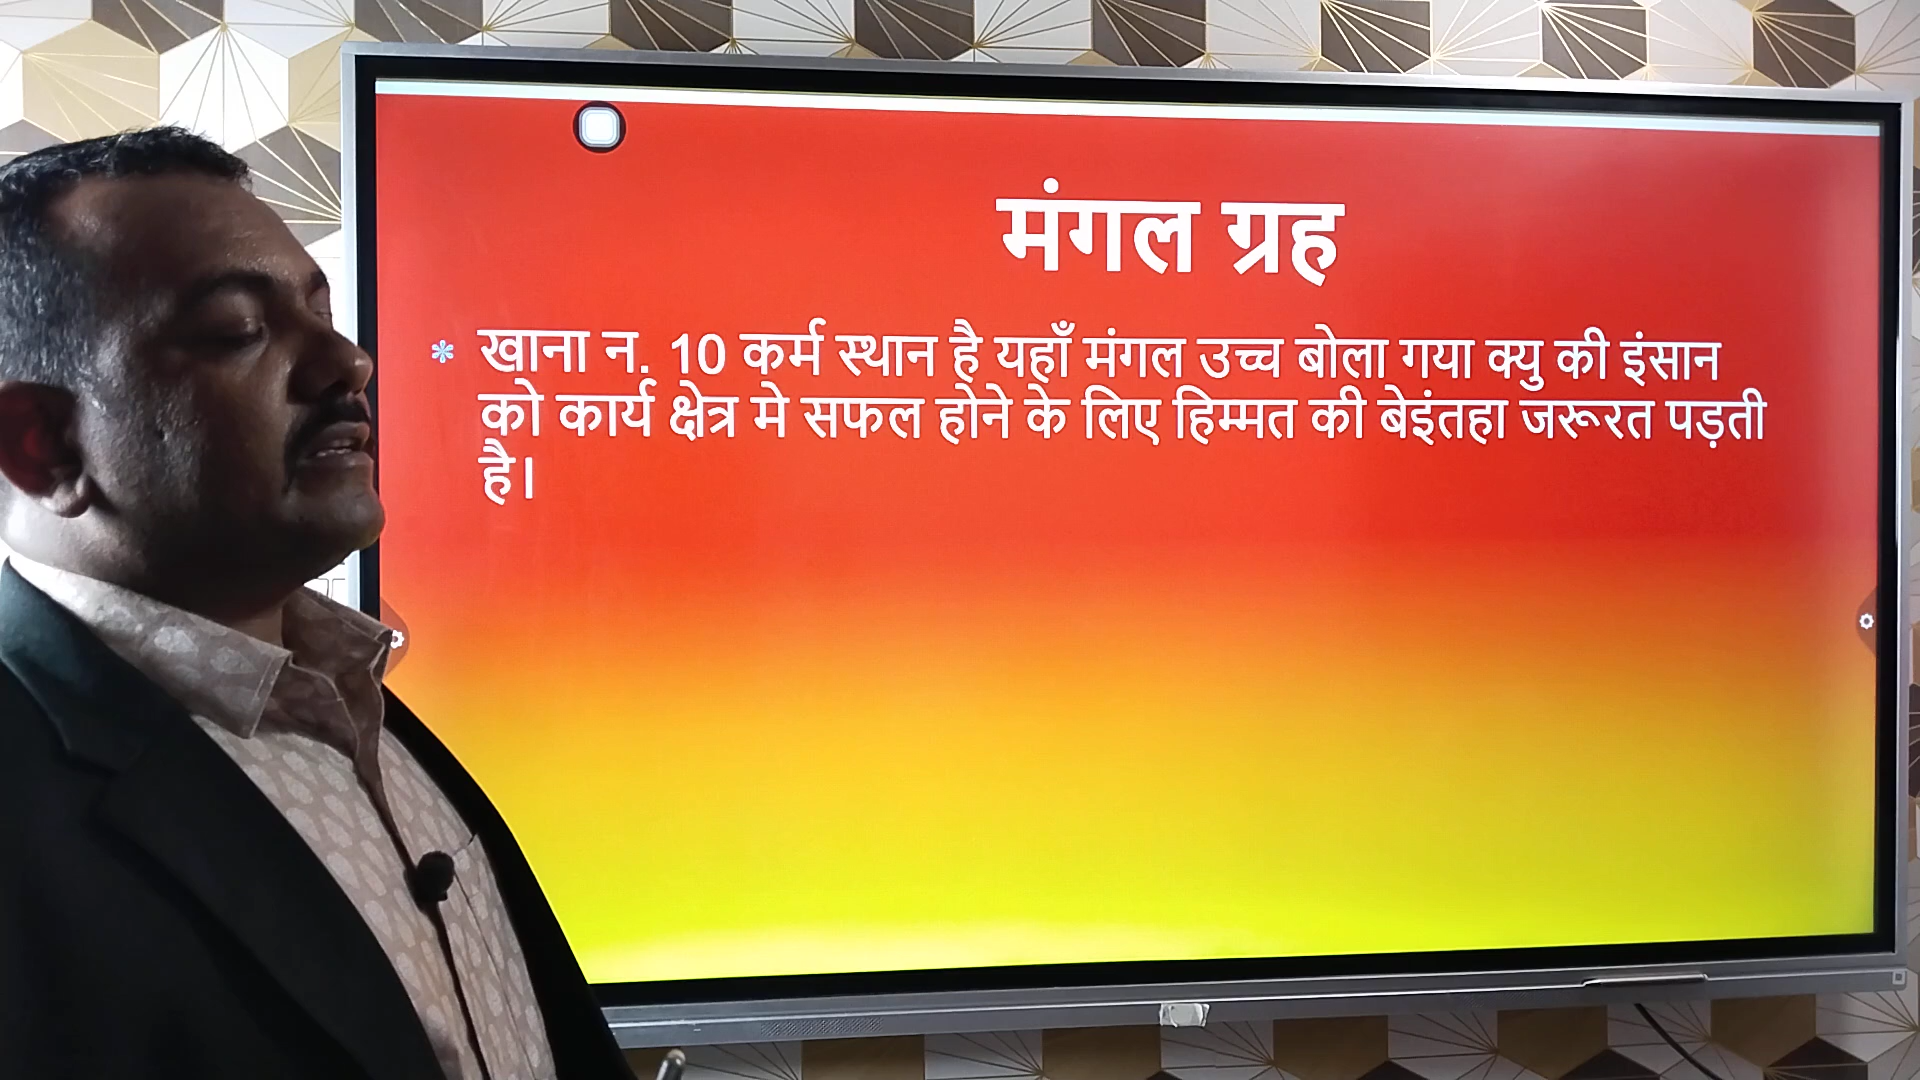 मंगल ग्रह
खाना न. 10 कर्म स्थान है यहाँ मंगल उच्च बोला गया क्यु की इंसान
को कार्य क्षेत्र मे सफल होने के लिए हिम्मत की बेइंतहा जरूरत पड़ती
है।